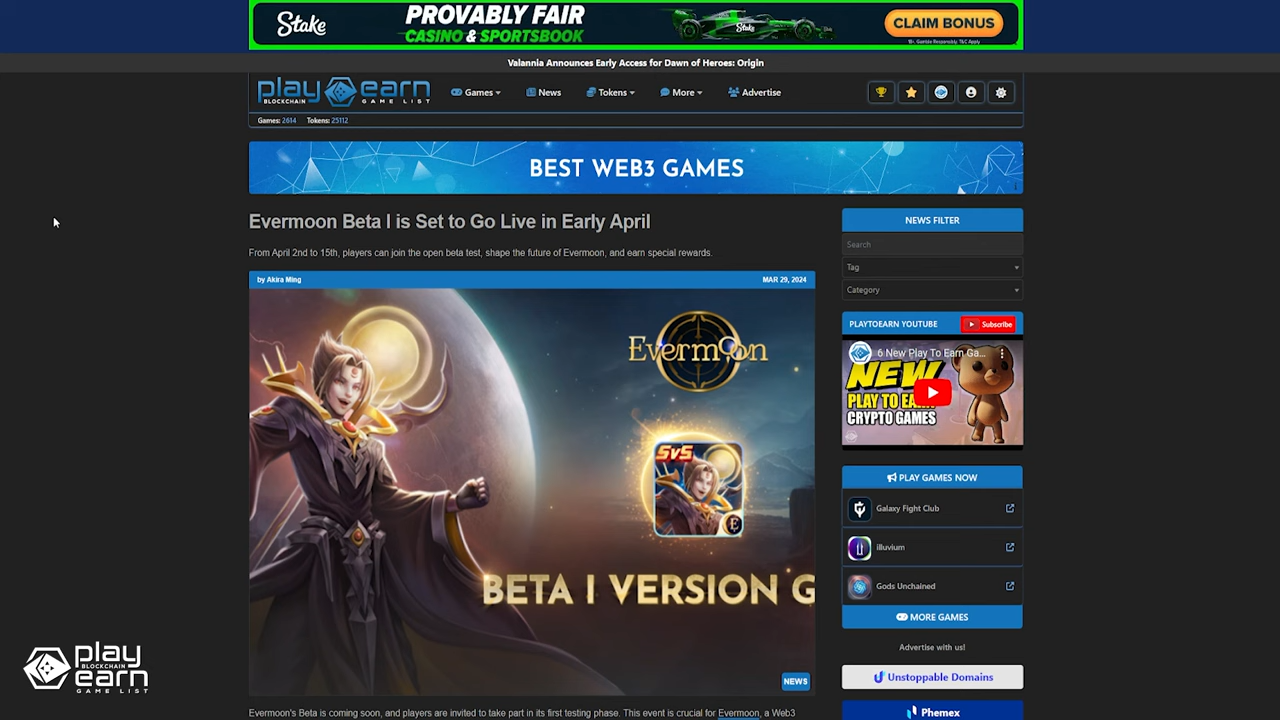 Stake
PROVABLY FAIR
CASINO & SPORTSBOOK
Stake
CLAIM BONUS
18+. Gamble Responsibly. T&C Apply
Valannia Announces Early Access for Dawn of Heroes: Origin
play earn
BLOCKCHAIN GAME LIST
Games
News
Tokens
More
Advertise
Games: 2614 Tokens: 25112
BEST WEB3 GAMES
Evermoon Beta I is Set to Go Live in Early April
From April 2nd to 15th, players can join the open beta test, shape the future of Evermoon, and earn special rewards.
by Akira Ming
MAR 29, 2024
Evermoon
5v5
E
BETA I VERSION G
NEWS
Evermoon's Beta is coming soon, and players are invited to take part in its first testing phase. This event is crucial for Evermoon, a Web3
NEWS FILTER
Search
Tag
Category
PLAYTOEARN YOUTUBE
Subscribe
6 New Play To Earn Ga...
NEW
PLAY TO EA
CRYPTO GAMES
PLAY GAMES NOW
Galaxy Fight Club
illuvium
Gods Unchained
MORE GAMES
Advertise with us!
Unstoppable Domains
Phemex
play earn
BLOCKCHAIN
GAME LIST